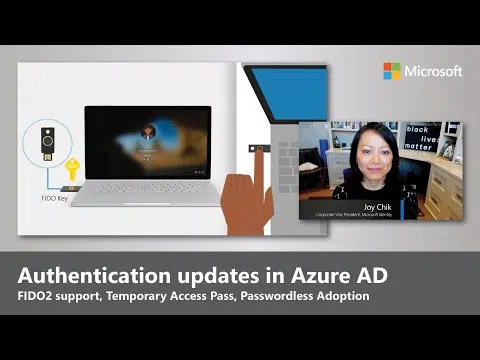 Microsoft
FIDO Key
black
lives
matter
Joy Chik
Corporate Vice President, Microsoft Identity
Authentication updates in Azure AD
FIDO2 support, Temporary Access Pass, Passwordless Adoption